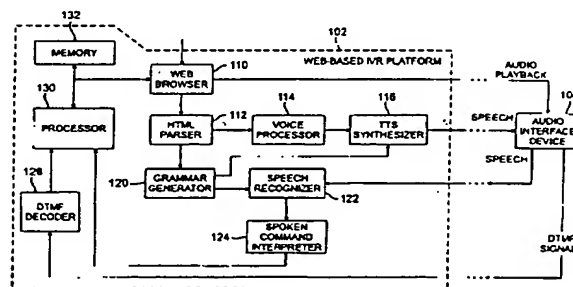 132
102
MEMORY
110
WEB-BASED IVR PLATFORM
WEB
BROWSER
AUDIO
PLAYBACK
130
112
114
116
PROCESSOR
HTML
PARSER
VOICE
PROCESSOR
TTS
SYNTHESIZER
SPEECH
AUDIO
INTERFACE
DEVICE
SPEECH
GRAMMAR
GENERATOR
SPEECH
RECOGNIZER
120
122
DTMF
DECODER
124
SPOKEN
COMMAND
INTERPRETER
DTMF
SIGNAL